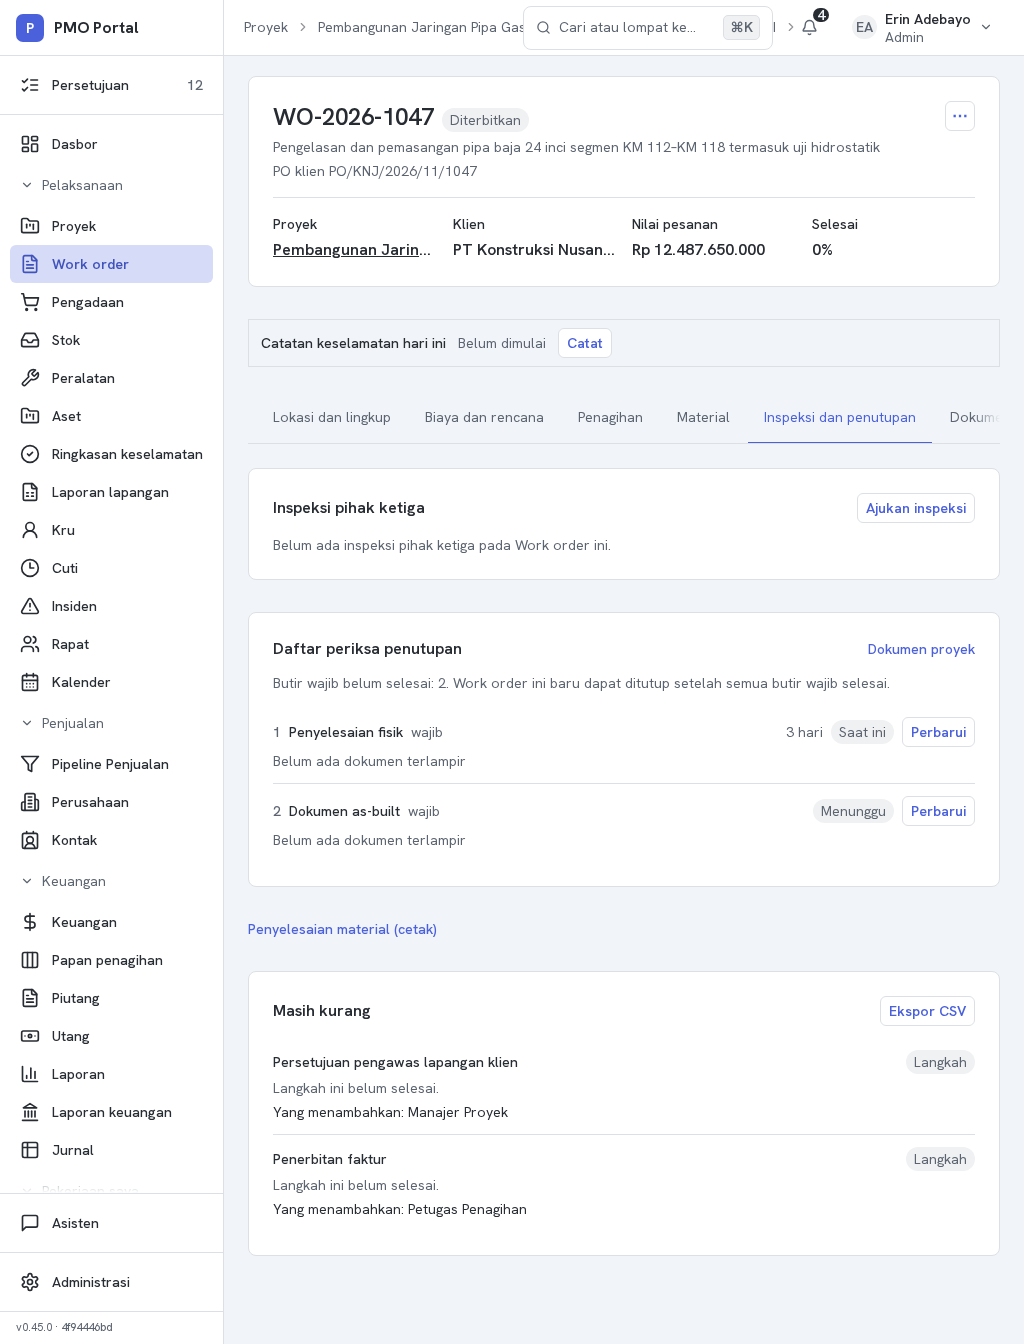 P PMO Portal
Proyek > Pembangunan Jaringan Pipa Gas
Cari atau lompat ke... ⌘K
4
EA Erin Adebayo
Admin
Persetujuan 12
Dasbor
Pelaksanaan
Proyek
Work order
Pengadaan
Stok
Peralatan
Aset
Ringkasan keselamatan
Laporan lapangan
Kru
Cuti
Insiden
Rapat
Kalender
Penjualan
Pipeline Penjualan
Perusahaan
Kontak
Keuangan
Keuangan
Papan penagihan
Piutang
Utang
Laporan
Laporan keuangan
Jurnal
Asisten
Administrasi
v0.45.0 · 4f94446bd
WO-2026-1047 Diterbitkan
Pengelasan dan pemasangan pipa baja 24 inci segmen KM 112–KM 118 termasuk uji hidrostatik
PO klien PO/KNJ/2026/11/1047
Proyek Klien Nilai pesanan Selesai
Pembangunan Jarin... PT Konstruksi Nusan... Rp 12.487.650.000 0%
Catatan keselamatan hari ini Belum dimulai Catat
Lokasi dan lingkup Biaya dan rencana Penagihan Material Inspeksi dan penutupan
Inspeksi pihak ketiga Ajukan inspeksi
Belum ada inspeksi pihak ketiga pada Work order ini.
Daftar periksa penutupan Dokumen proyek
Butir wajib belum selesai: 2. Work order ini baru dapat ditutup setelah semua butir wajib selesai.
1 Penyelesaian fisik wajib 3 hari Saat ini Perbarui
Belum ada dokumen terlampir
2 Dokumen as-built wajib Menunggu Perbarui
Belum ada dokumen terlampir
Penyelesaian material (cetak)
Masih kurang Ekspor CSV
Persetujuan pengawas lapangan klien Langkah
Langkah ini belum selesai.
Yang menambahkan: Manajer Proyek
Penerbitan faktur Langkah
Langkah ini belum selesai.
Yang menambahkan: Petugas Penagihan